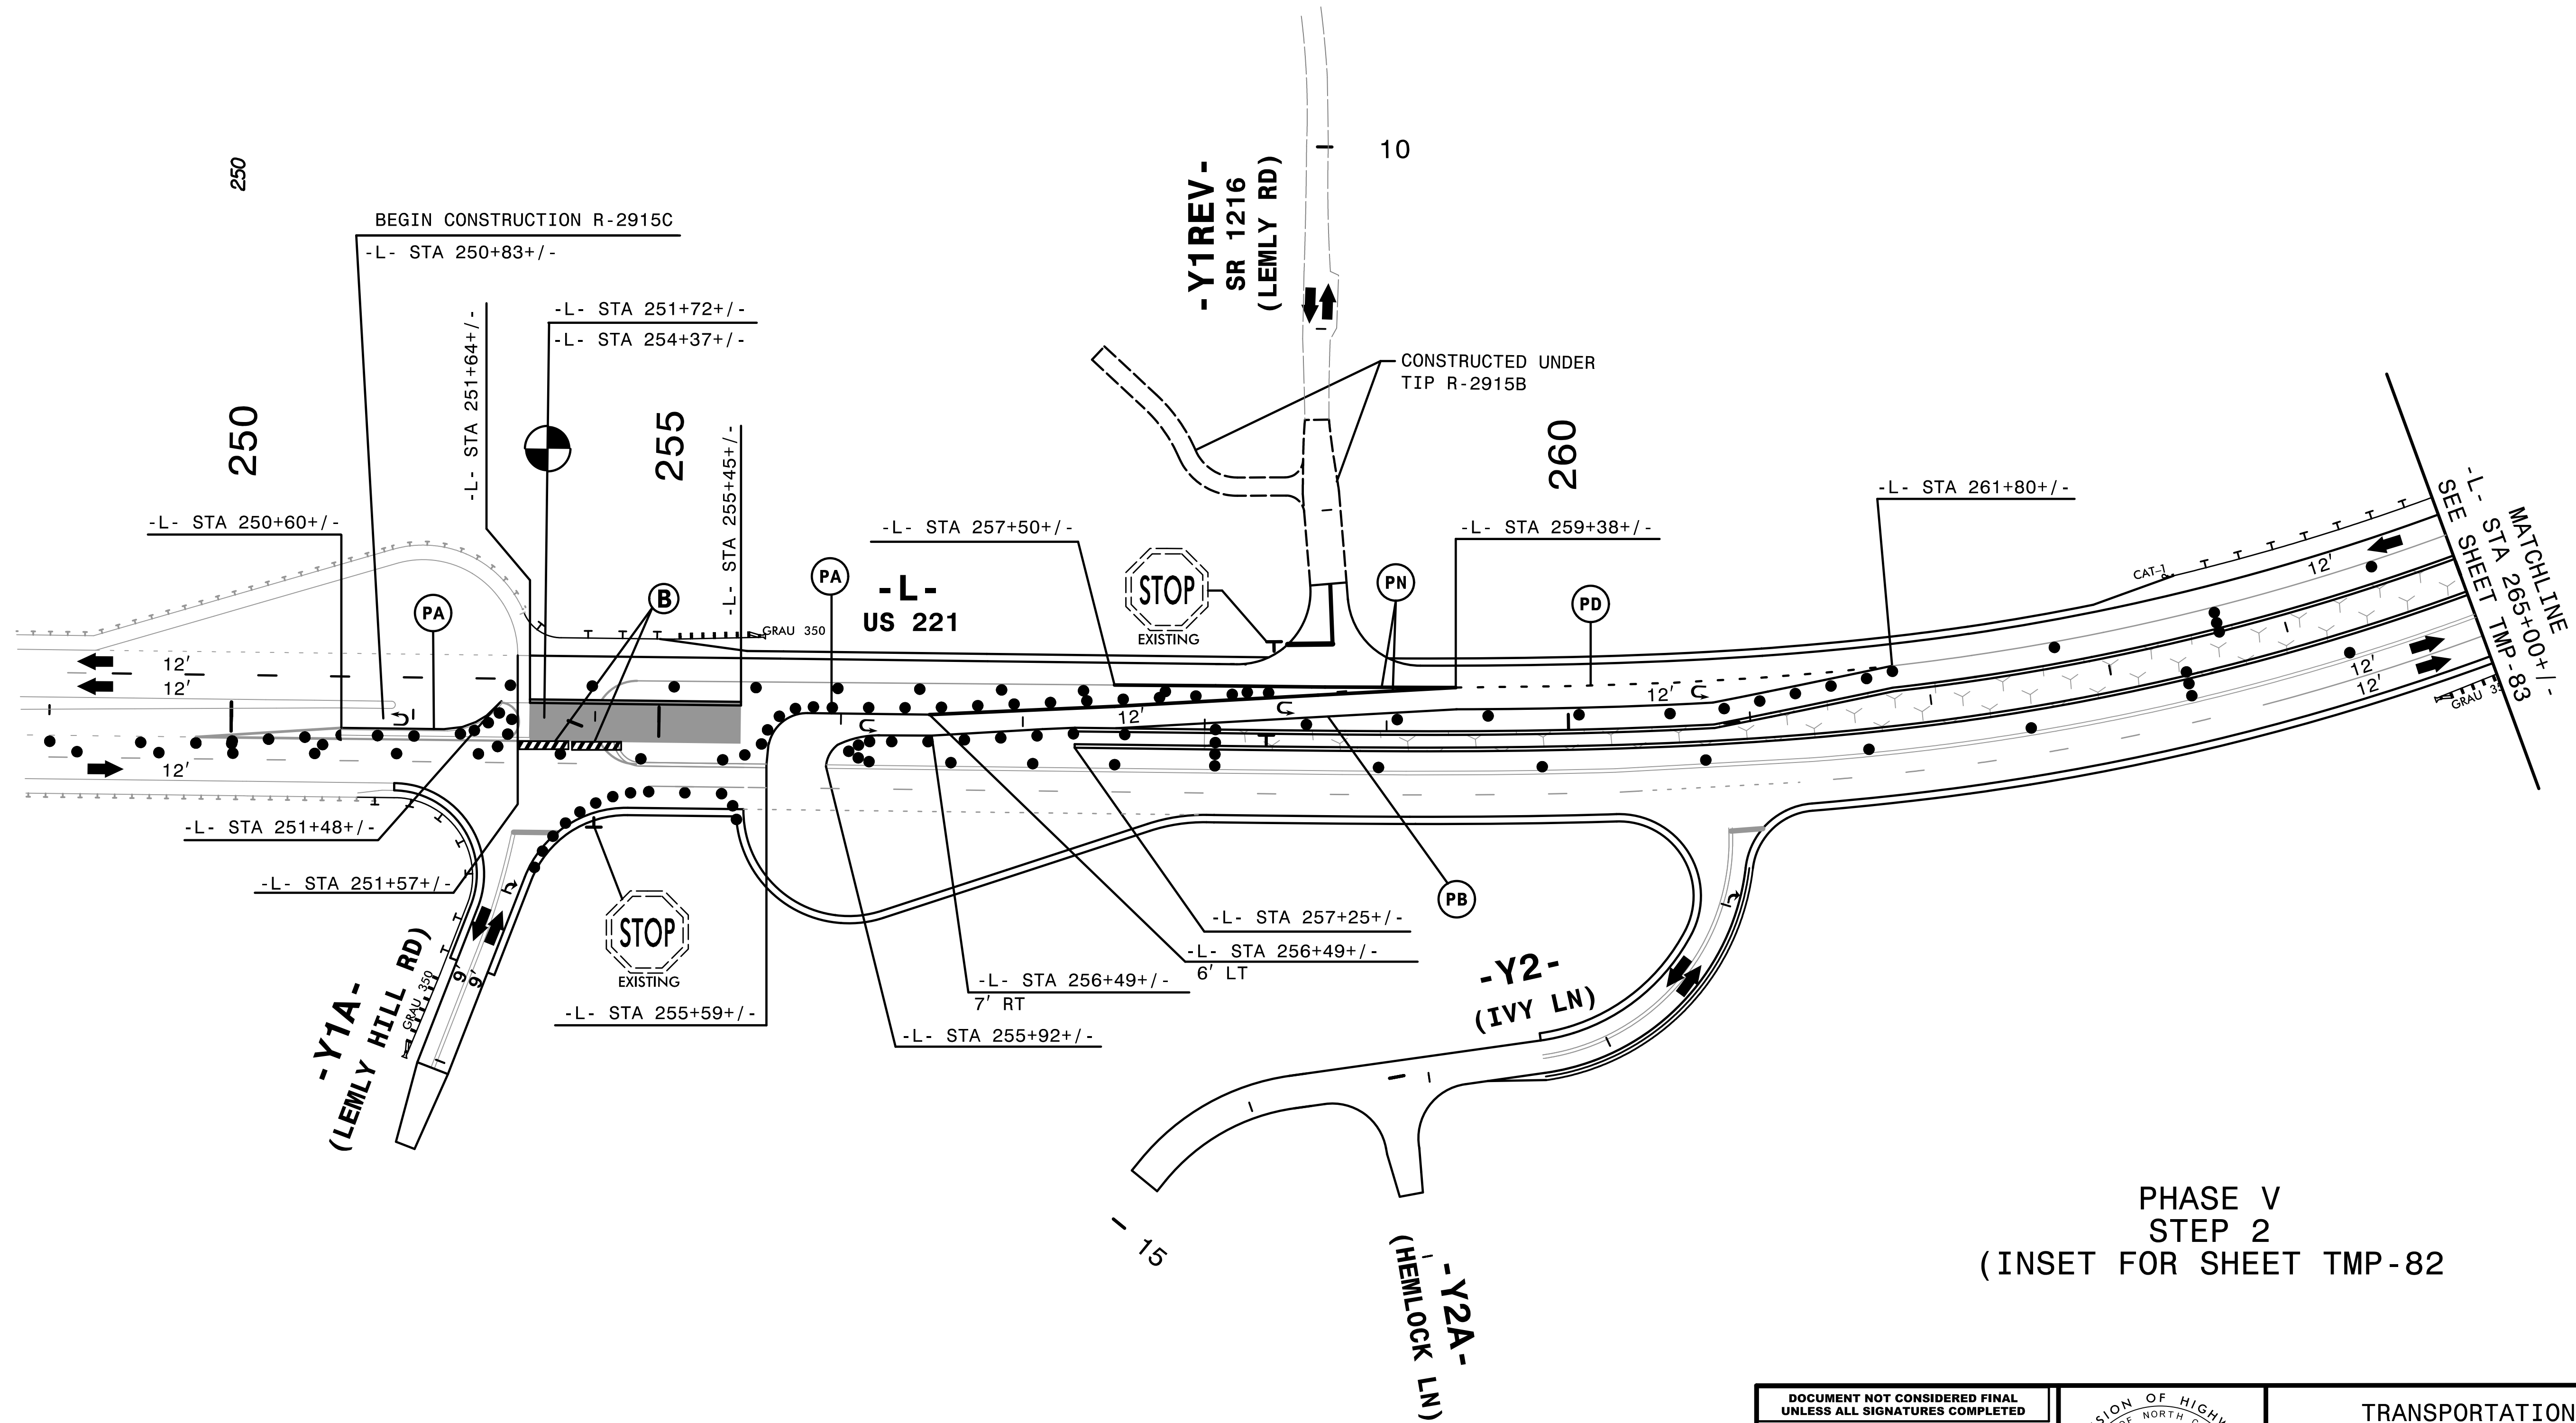 250
BEGIN CONSTRUCTION R-2915C
-L- STA 250+83+/-
-L- STA 251+64+/-
-L- STA 251+72+/-
-L- STA 254+37+/-
250
255
-L- STA 255+45+/-
-L- STA 250+60+/-
PA
B
GRAU 350
PA
-L-
US 221
-L- STA 257+50+/-
STOP
EXISTING
-Y1REV-
SR 1216
(LEMLY RD)
10
CONSTRUCTED UNDER
TIP R-2915B
PN
-L- STA 259+38+/-
260
PD
-L- STA 261+80+/-
CAT-1
12'
MATCHLINE
-L- STA 265+00+/-
SEE SHEET TMP-83
12'
12'
GRAU 35
12'
12'
12'
12'
12'
-L- STA 251+48+/-
-L- STA 251+57+/-
-Y1A-
(LEMLY HILL RD)
GRAU 350
9'
9'
STOP
EXISTING
-L- STA 255+59+/-
-L- STA 255+92+/-
-L- STA 256+49+/-
7' RT
-L- STA 256+49+/-
6' LT
-L- STA 257+25+/-
PB
-Y2-
(IVY LN)
15
-Y2A-
(HEMLOCK LN)
PHASE V
STEP 2
(INSET FOR SHEET TMP-82
DOCUMENT NOT CONSIDERED FINAL
UNLESS ALL SIGNATURES COMPLETED
OF
NORTH
TRANSPORTATION